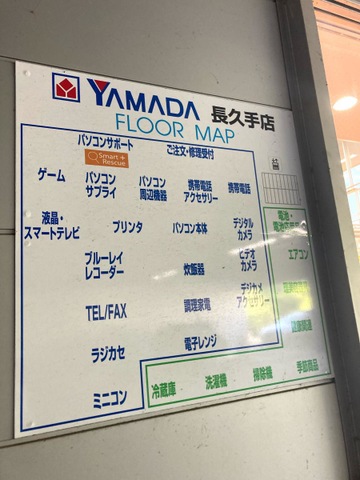 YAMADA 長久手店
FLOOR MAP
パソコンサポート
Smart +
Rescue
ご注文・修理受付
ゲーム
パソコン
サプライ
パソコン
周辺機器
携帯電話
アクセサリー
携帯電話
液晶・
スマートテレビ
プリンタ
パソコン本体
デジタル
カメラ
電池・
エアコン
ブルーレイ
レコーダー
炊飯器
ビデオ
カメラ
TEL/FAX
調理家電
デジカメ
アクセサリー
ラジカセ
電子レンジ
ミニコン
冷蔵庫
洗濯機
掃除機
季節商品